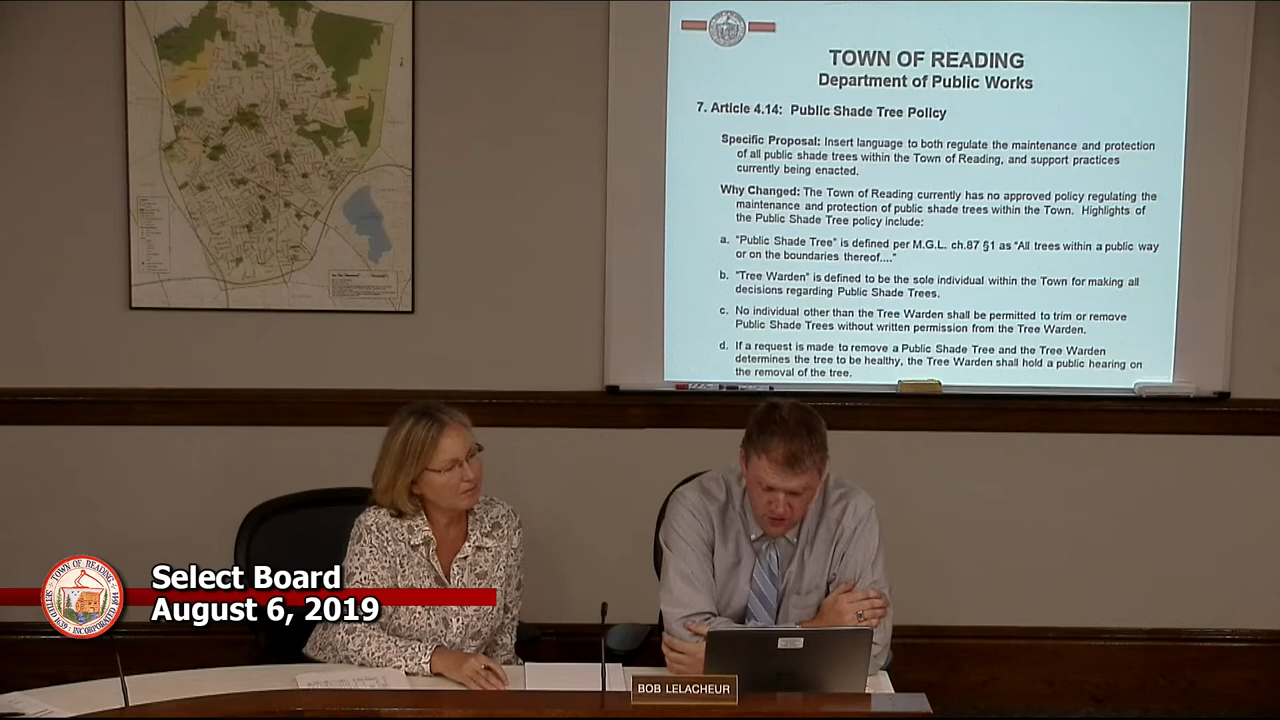 TOWN OF READING
Department of Public Works
7. Article 4.14: Public Shade Tree Policy
Specific Proposal: Insert language to both regulate the maintenance and protection
of all public shade trees within the Town of Reading, and support practices
currently being enacted.
Why Changed: The Town of Reading currently has no approved policy regulating the
maintenance and protection of public shade trees within the Town. Highlights of
the Public Shade Tree policy include:
a. "Public Shade Tree" is defined per M.G.L. ch.87 §1 as "All trees within a public way
or on the boundaries thereof...."
b. "Tree Warden" is defined to be the sole individual within the Town for making all
decisions regarding Public Shade Trees.
c. No individual other than the Tree Warden shall be permitted to trim or remove
Public Shade Trees without written permission from the Tree Warden.
d. If a request is made to remove a Public Shade Tree and the Tree Warden
determines the tree to be healthy, the Tree Warden shall hold a public hearing on
the removal of the tree.
TOWN OF READING
SETTLED 1639 INCORPORATED 1644
Select Board
August 6, 2019
BOB LELACHEUR